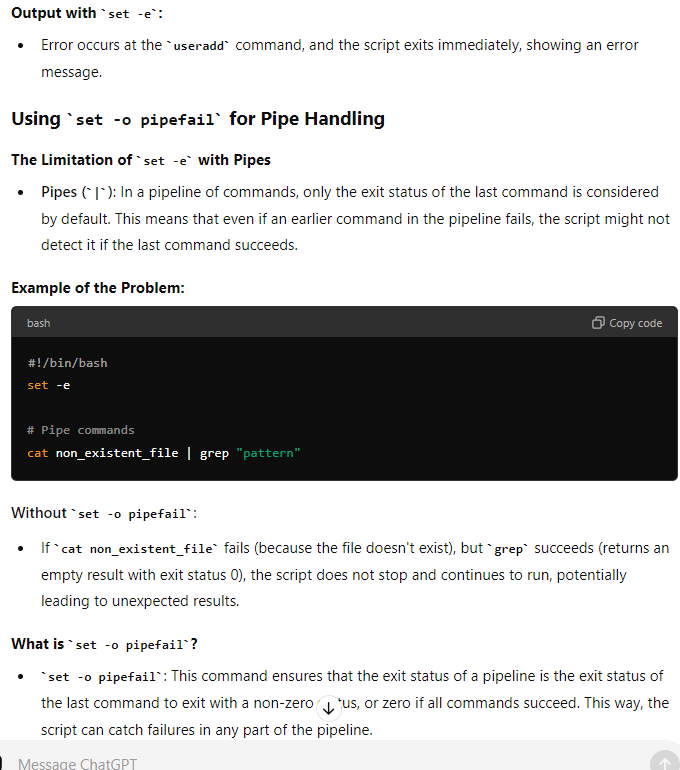 Output with `set -e`:
Error occurs at the `useradd` command, and the script exits immediately, showing an error
message.
Using `set -o pipefail` for Pipe Handling
The Limitation of `set -e` with Pipes
Pipes (`|`): In a pipeline of commands, only the exit status of the last command is considered
by default. This means that even if an earlier command in the pipeline fails, the script might not
detect it if the last command succeeds.
Example of the Problem:
bash
Copy code
#!/bin/bash
set -e
# Pipe commands
cat non_existent_file | grep "pattern"
Without `set -o pipefail`:
If `cat non_existent_file` fails (because the file doesn't exist), but `grep` succeeds (returns an
empty result with exit status 0), the script does not stop and continues to run, potentially
leading to unexpected results.
What is `set -o pipefail`?
`set -o pipefail`: This command ensures that the exit status of a pipeline is the exit status of
the last command to exit with a non-zero tus, or zero if all commands succeed. This way, the
script can catch failures in any part of the pipeline.
Message ChatGPT